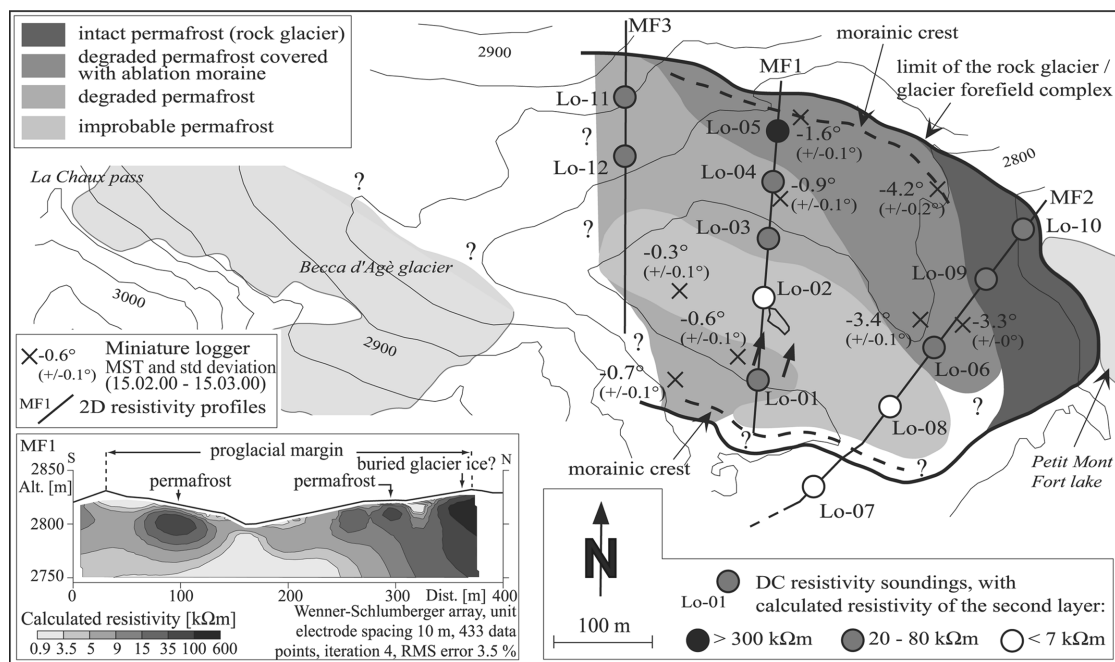 intact permafrost (rock glacier)
degraded permafrost covered
with ablation moraine
degraded permafrost
improbable permafrost
2900
MF3
morainic crest
MF1
limit of the rock glacier /
glacier forefield complex
Lo-11
?
Lo-12
Lo-05
-1.6°
(+/-0.1°)
2800
Lo-04
-0.9°
(+/-0.1°)
-4.2°
(+/-0.2°)
MF2
Lo-10
La Chaux pass
?
?
Lo-03
?
Becca d'Agè glacier
-0.3°
(+/-0.1°)
Lo-09
3000
Lo-02
-0.6°
(+/-0.1°)
-3.4°
(+/-0.1°)
-3.3°
(+/-0°)
2900
?
Lo-06
-0.7°
(+/-0.1°)
Lo-01
?
Lo-08
?
?
morainic crest
Petit Mont
Fort lake
Lo-07
-0.6°
(+/-0.1°)
Miniature logger
MST and std deviation
(15.02.00 - 15.03.00)
MF1
2D resistivity profiles
MF1
S
proglacial margin
buried glacier ice?
N
2850
Alt. [m]
permafrost
permafrost
2800
2750
0
100
200
300
Dist. [m]
400
Calculated resistivity [kΩm]
0.9 3.5 5 9 15 35 100 600
Wenner-Schlumberger array, unit
electrode spacing 10 m, 433 data
points, iteration 4, RMS error 3.5 %
N
100 m
Lo-01
DC resistivity soundings, with
calculated resistivity of the second layer:
> 300 kΩm
20 - 80 kΩm
< 7 kΩm